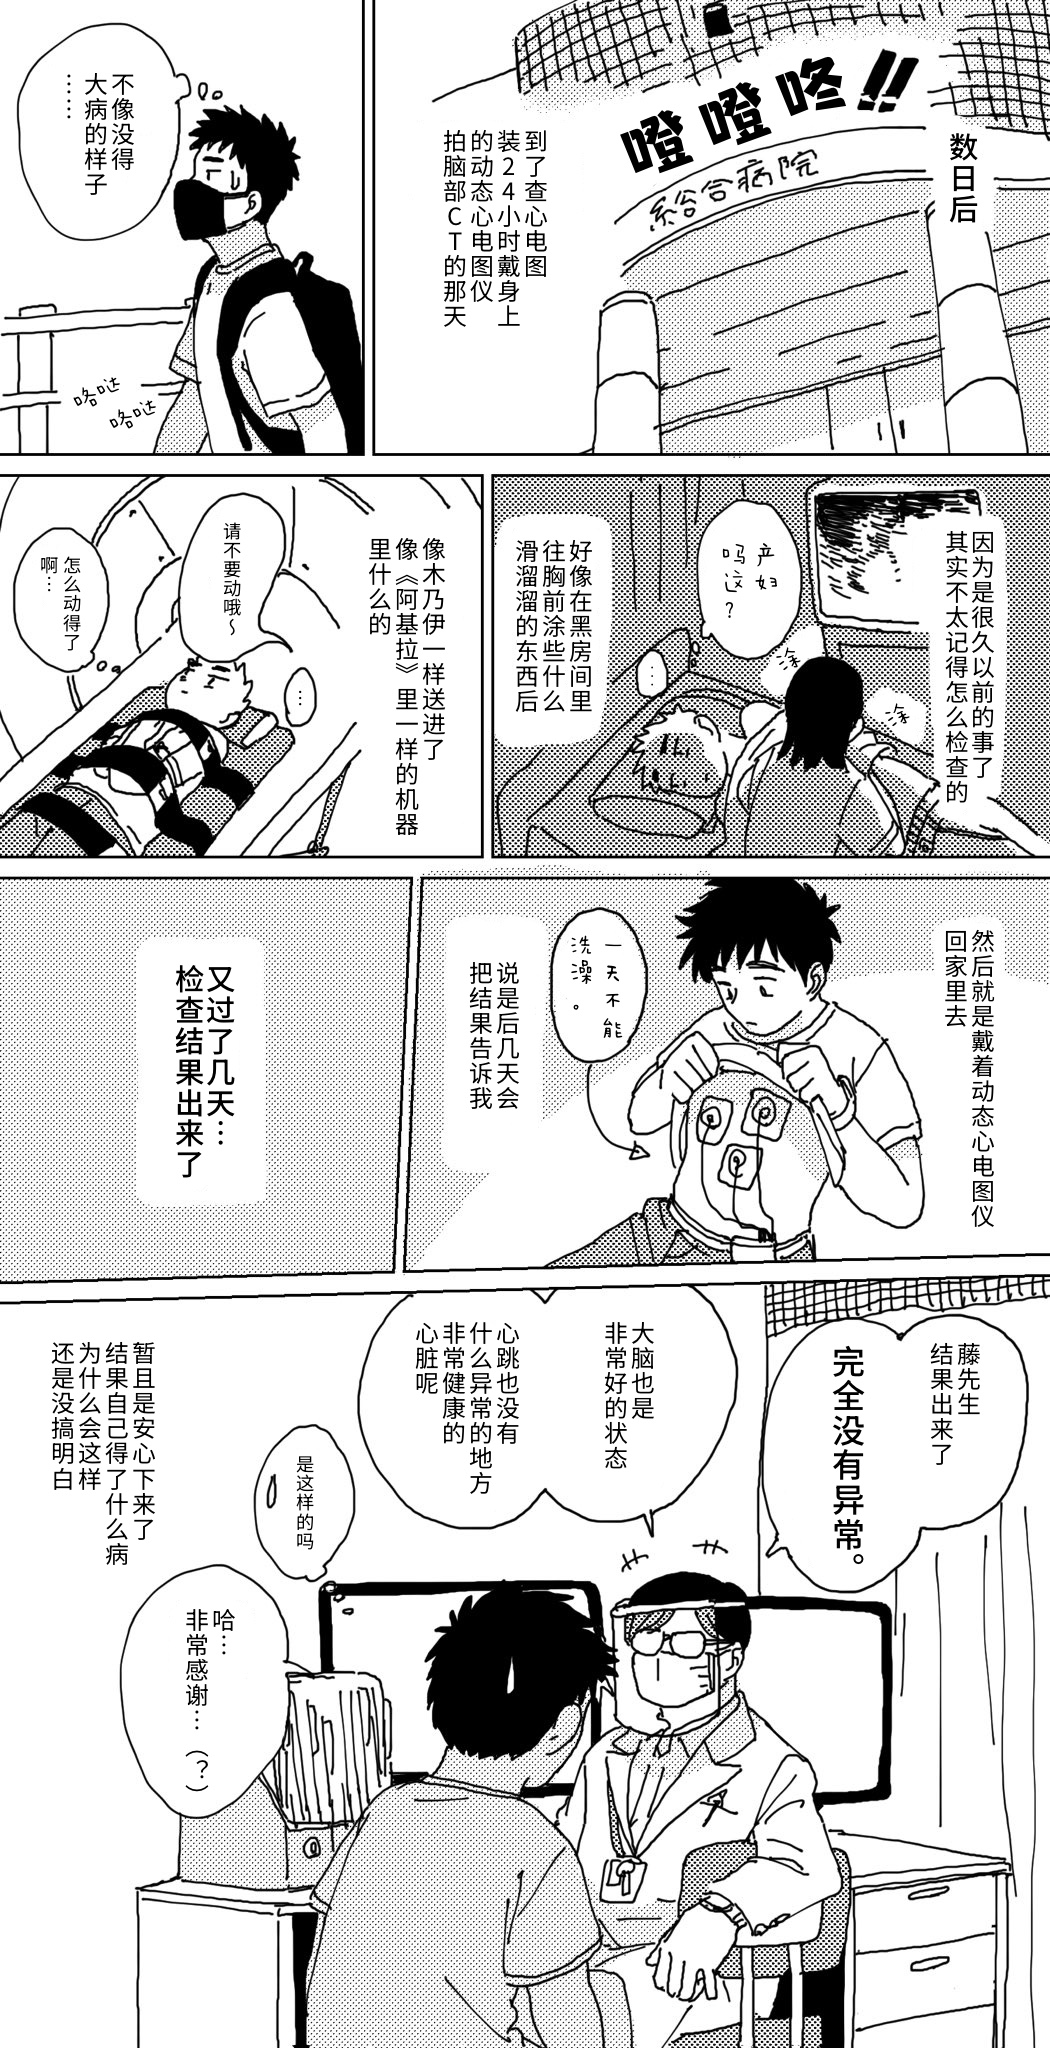 数日后
噔噔咚!!
総合病院
到了查心电图
装24小时戴身上
的动态心电图仪
拍脑部CT的那天
不像没得
大病的样子
……
咯哒
咯哒
因为是很久以前的事了
其实不太记得怎么检查的
产妇
吗这?
涂
涂
…
好像在黑房间里
往胸前涂些什么
滑溜溜的东西后
像木乃伊一样送进了
像《阿基拉》里一样的机器
里什么的
请不要动哦~
…
怎么动得了
啊…
然后就是戴着动态心电图仪
回家里去
一天不能
洗澡。
说是后几天会
把结果告诉我
又过了几天…
检查结果出来了
藤先生
结果出来了
完全没有异常。
大脑也是
非常好的状态
心跳也没有
什么异常的地方
非常健康的
心脏呢
是这样的吗
哈…
非常感谢…(?)
暂且是安心下来了
结果自己得了什么病
为什么会这样
还是没搞明白